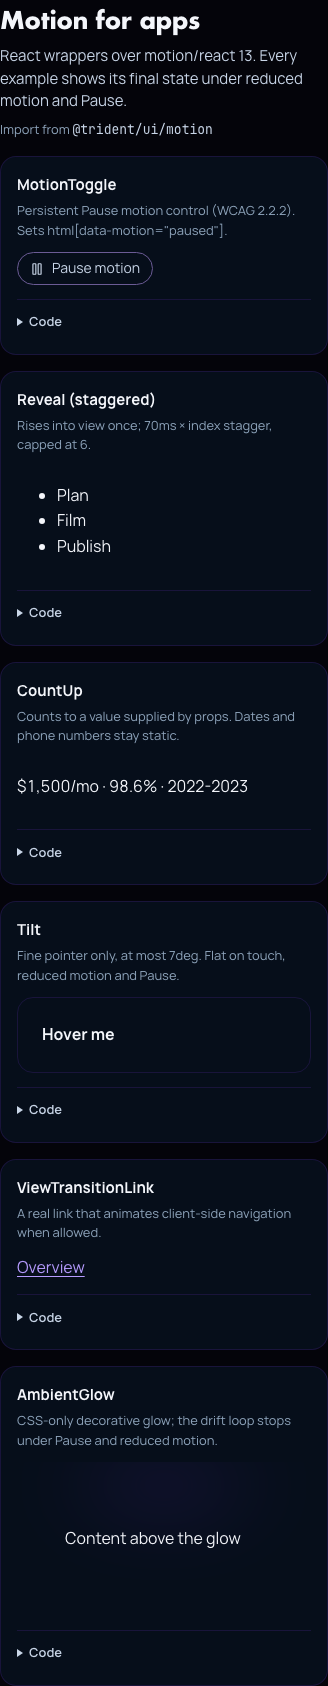 Motion for apps
React wrappers over motion/react 13. Every
example shows its final state under reduced
motion and Pause.
Import from @trident/ui/motion
MotionToggle
Persistent Pause motion control (WCAG 2.2.2).
Sets html[data-motion="paused"].
Pause motion
Code
Reveal (staggered)
Rises into view once; 70ms × index stagger,
capped at 6.
Plan
Film
Publish
Code
CountUp
Counts to a value supplied by props. Dates and
phone numbers stay static.
$1,500/mo · 98.6% · 2022-2023
Code
Tilt
Fine pointer only, at most 7deg. Flat on touch,
reduced motion and Pause.
Hover me
Code
ViewTransitionLink
A real link that animates client-side navigation
when allowed.
Overview
Code
AmbientGlow
CSS-only decorative glow; the drift loop stops
under Pause and reduced motion.
Content above the glow
Code